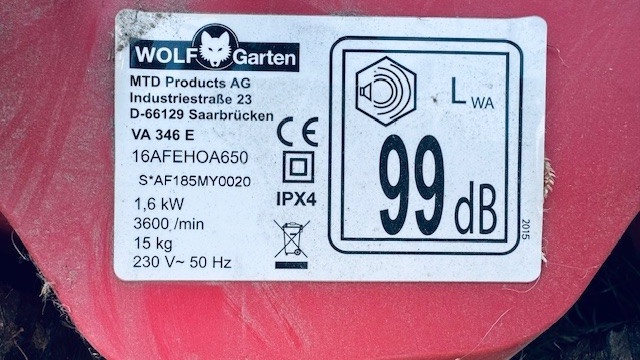 WOLF Garten
MTD Products AG
Industriestraße 23
D-66129 Saarbrücken
VA 346 E
16AFEHOA650
S*AF185MY0020
1,6 kW
3600 /min
15 kg
230 V~ 50 Hz
CE
IPX4
LWA
99 dB
2015